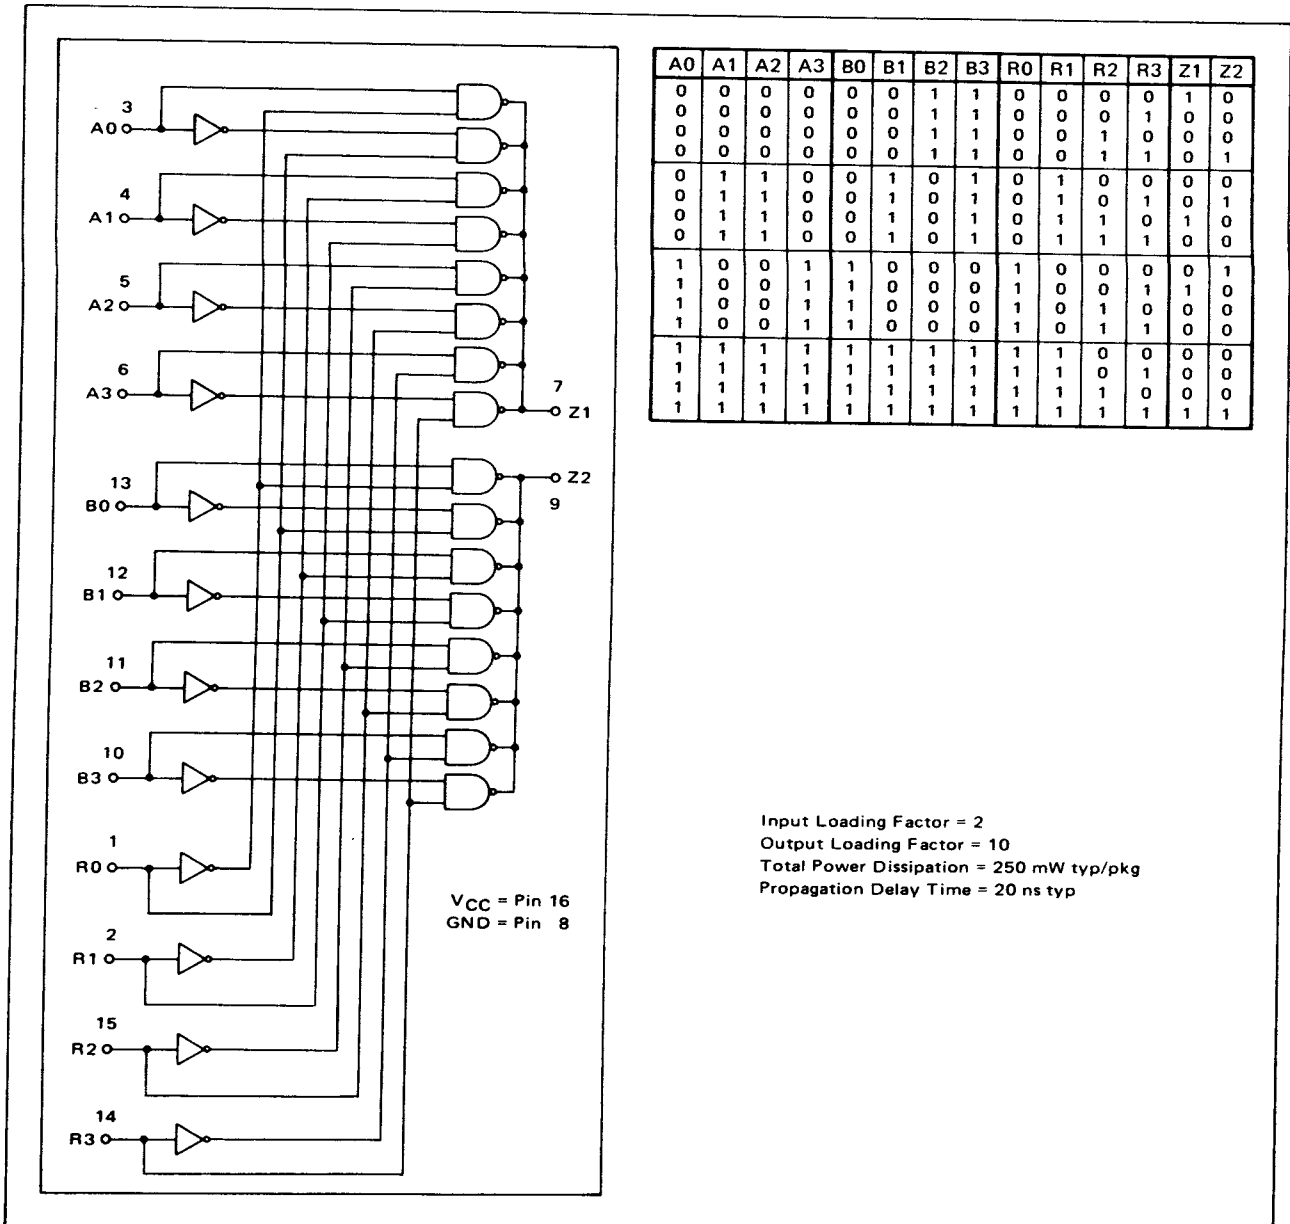 3
A0
4
A1
5
A2
6
A3
7
Z1
13
B0
Z2
9
12
B1
11
B2
10
B3
1
R0
2
R1
15
R2
14
R3
VCC = Pin 16
GND = Pin 8
A0 A1 A2 A3 B0 B1 B2 B3 R0 R1 R2 R3 Z1 Z2
0 0 0 0 0 0 1 1 0 0 0 0 1 0
0 0 0 0 0 0 1 1 0 0 0 1 0 0
0 0 0 0 0 0 1 1 0 0 1 0 0 0
0 0 0 0 0 0 1 1 0 0 1 1 0 1
0 1 1 0 0 1 0 1 0 1 0 0 0 0
0 1 1 0 0 1 0 1 0 1 0 1 0 1
0 1 1 0 0 1 0 1 0 1 1 0 1 0
0 1 1 0 0 1 0 1 0 1 1 1 0 0
1 0 0 1 1 0 0 0 1 0 0 0 0 1
1 0 0 1 1 0 0 0 1 0 0 1 1 0
1 0 0 1 1 0 0 0 1 0 1 0 0 0
1 0 0 1 1 0 0 0 1 0 1 1 0 0
1 1 1 1 1 1 1 1 1 1 0 0 0 0
1 1 1 1 1 1 1 1 1 1 0 1 0 0
1 1 1 1 1 1 1 1 1 1 1 0 0 0
1 1 1 1 1 1 1 1 1 1 1 1 1 1
Input Loading Factor = 2
Output Loading Factor = 10
Total Power Dissipation = 250 mW typ/pkg
Propagation Delay Time = 20 ns typ